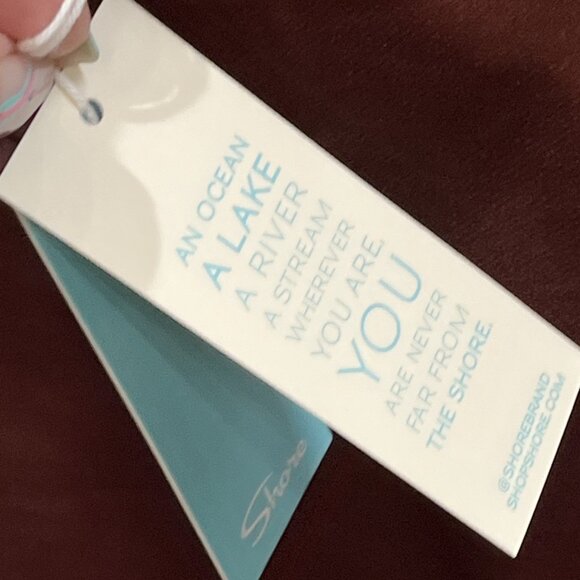 AN OCEAN
A LAKE
A RIVER
A STREAM
WHEREVER
YOU ARE,
YOU
ARE NEVER
FAR FROM
THE SHORE.
@SHOREBRAND
SHOPSHORE.COM
Shore